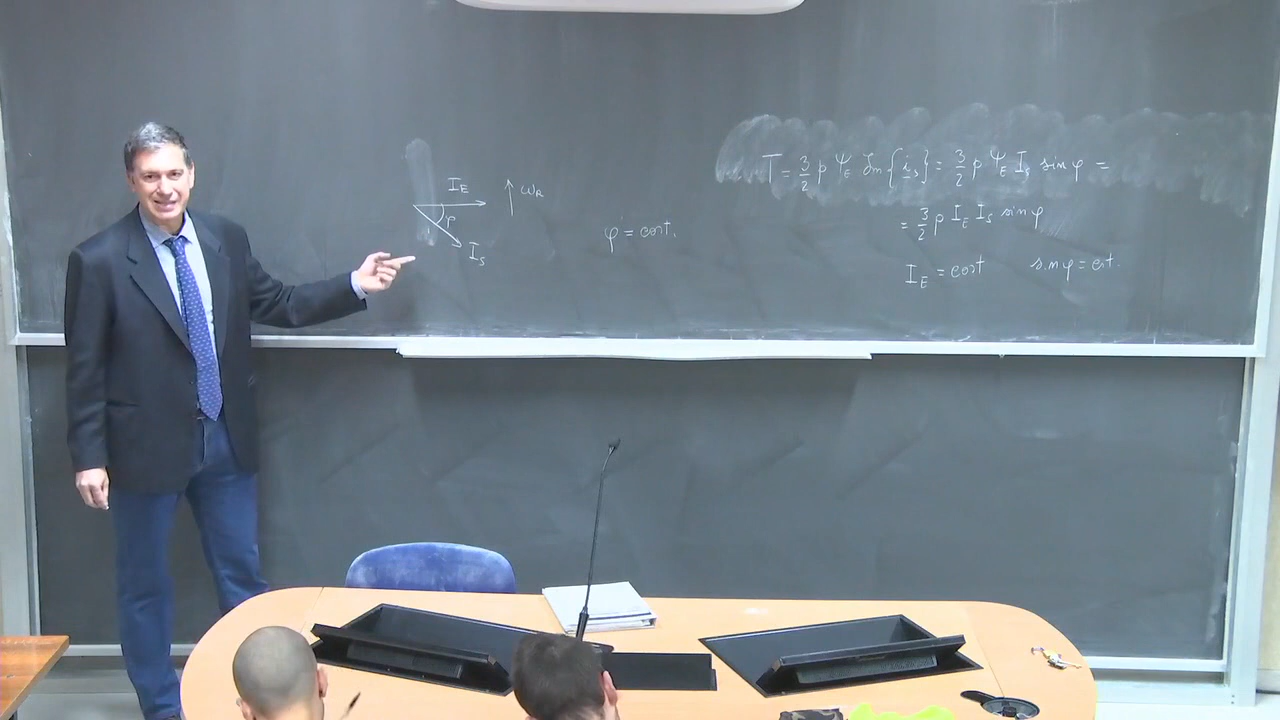 I_E
ω_R
φ
I_S
φ = cost.
T = 3/2 p Ψ_E Im{i_s} = 3/2 p Ψ_E I_s sin φ =
= 3/2 p I_E I_s sin φ
I_E = cost sin φ = cost.